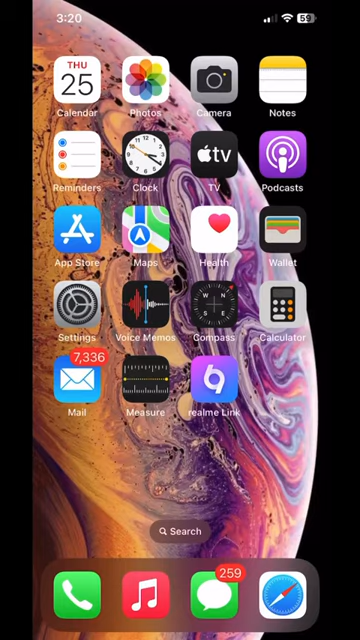 3:20
59
THU
25
Calendar
Photos
Camera
Notes
Reminders
Clock
tv
TV
Podcasts
App Store
Maps
Health
Wallet
Settings
Voice Memos
N
W E
S
Compass
Calculator
7,336
Mail
Measure
realme Link
Search
259